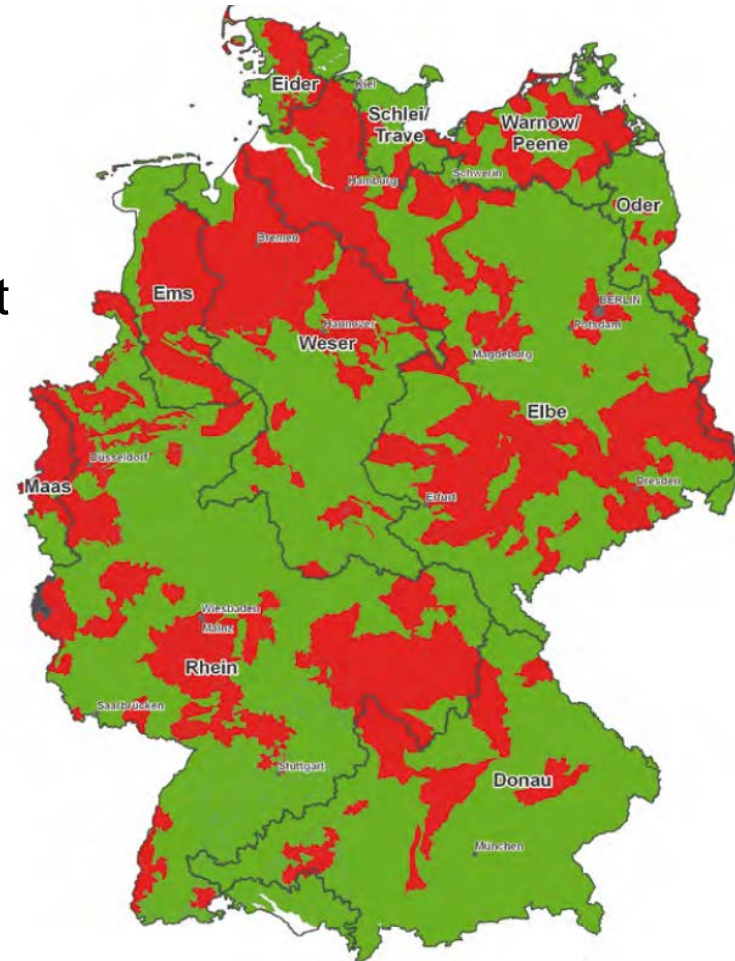 Eider
Kiel
Schlei/
Trave
Warnow/
Peene
Hamburg
Schwerin
Oder
Bremen
Ems
t
BERLIN
Potsdam
Hannover
Weser
Magdeburg
Elbe
Düsseldorf
Maas
Dresden
Erfurt
Wiesbaden
Mainz
Rhein
Saarbrücken
Stuttgart
Donau
München